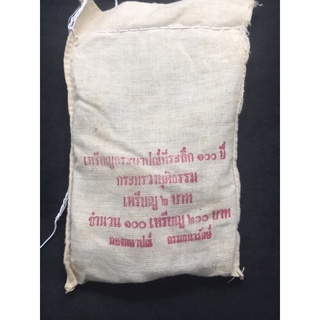 เหรียญกระษาปณ์ที่ระลึก ๑๐๐ ปี
กระทรวงยุติธรรม
เหรียญ ๒ บาท
จำนวน ๑๐๐ เหรียญ ๒๐๐ บาท
กองกษาปณ์ กรมธนารักษ์